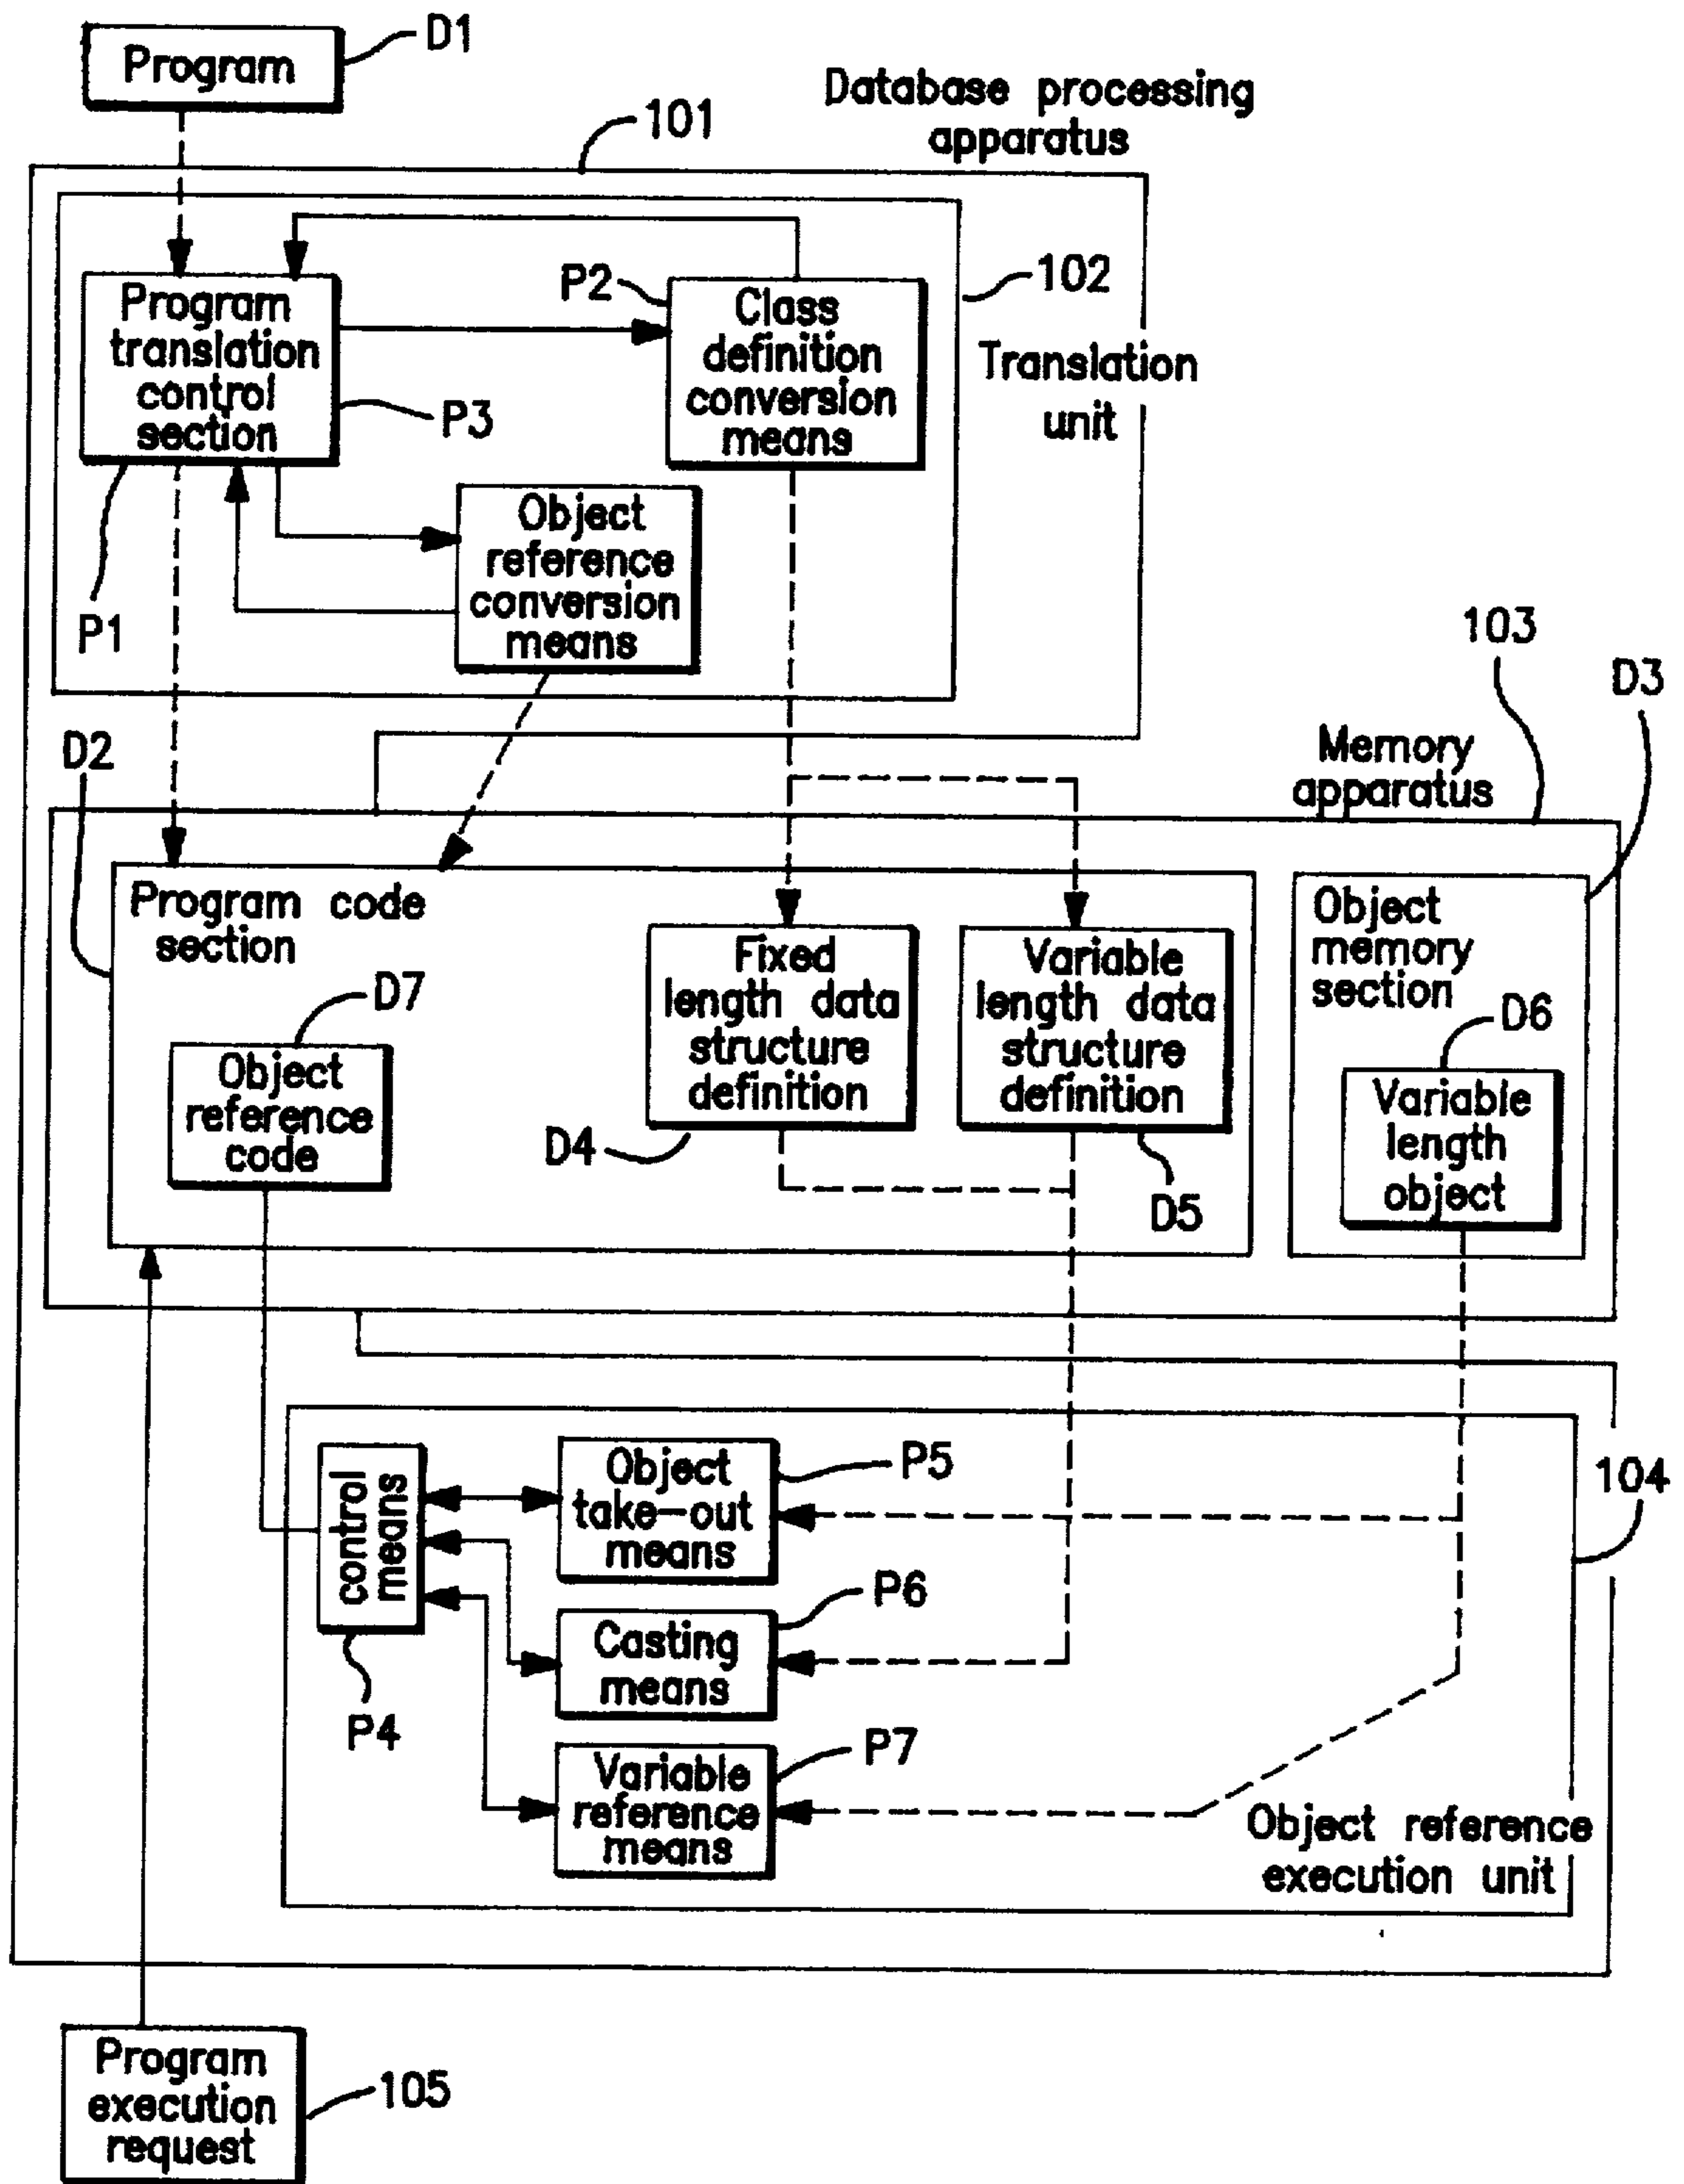 D1
Program
Database processing
apparatus
101
P2
102
Program
translation
control
section
Class
definition
conversion
means
Translation
unit
P3
Object
reference
conversion
means
P1
103
D3
D2
Memory
apparatus
Program code
section
Fixed
length data
structure
definition
Variable
length data
structure
definition
Object
memory
section
D7
D6
Object
reference
code
Variable
length
object
D4
D5
control
means
Object
take-out
means
P5
104
P6
Casting
means
P4
P7
Variable
reference
means
Object reference
execution unit
Program
execution
request
105